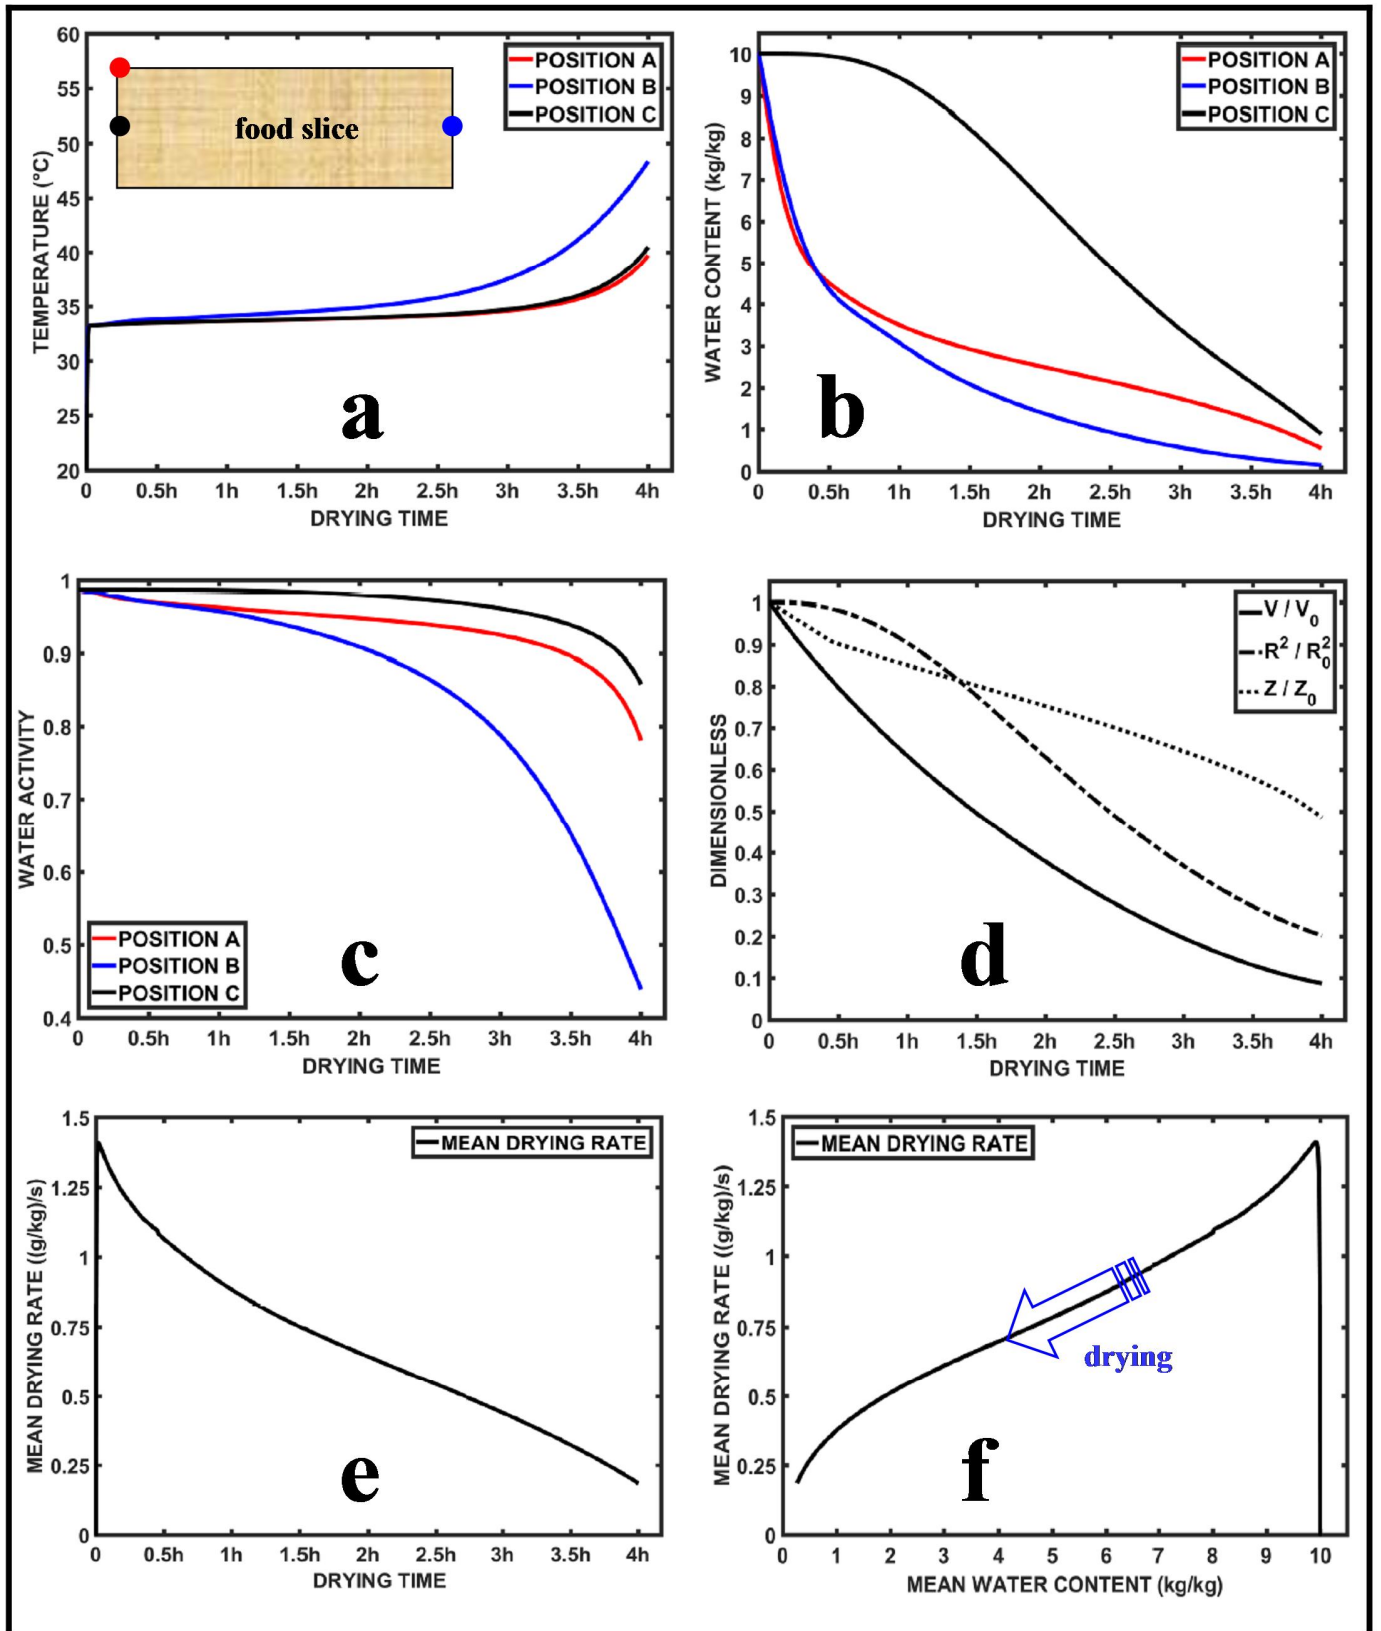 60
55
50
45
40
35
30
25
20
TEMPERATURE (°C)
POSITION A
POSITION B
POSITION C
food slice
a
0 0.5h 1h 1.5h 2h 2.5h 3h 3.5h 4h
DRYING TIME
10
9
8
7
6
5
4
3
2
1
0
WATER CONTENT (kg/kg)
POSITION A
POSITION B
POSITION C
b
0 0.5h 1h 1.5h 2h 2.5h 3h 3.5h 4h
DRYING TIME
1
0.9
0.8
0.7
0.6
0.5
0.4
WATER ACTIVITY
POSITION A
POSITION B
POSITION C
c
0 0.5h 1h 1.5h 2h 2.5h 3h 3.5h 4h
DRYING TIME
1
0.9
0.8
0.7
0.6
0.5
0.4
0.3
0.2
0.1
0
DIMENSIONLESS
V / V₀
R² / R₀²
Z / Z₀
d
0 0.5h 1h 1.5h 2h 2.5h 3h 3.5h 4h
DRYING TIME
1.5
1.25
1
0.75
0.5
0.25
0
MEAN DRYING RATE ((g/kg)/s)
MEAN DRYING RATE
e
0 0.5h 1h 1.5h 2h 2.5h 3h 3.5h 4h
DRYING TIME
1.5
1.25
1
0.75
0.5
0.25
0
MEAN DRYING RATE ((g/kg)/s)
MEAN DRYING RATE
drying
f
0 1 2 3 4 5 6 7 8 9 10
MEAN WATER CONTENT (kg/kg)